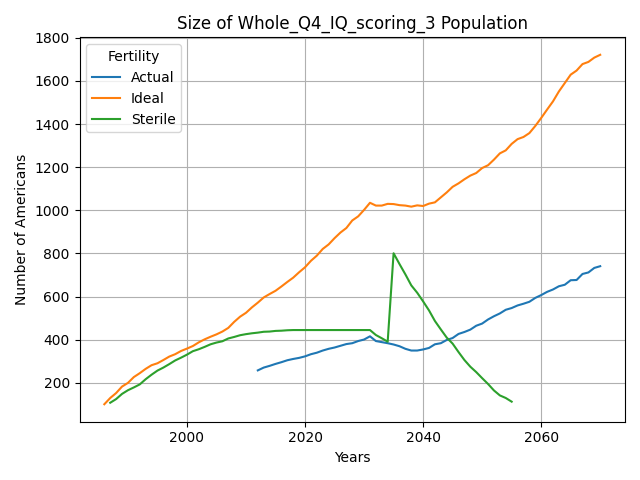 Size of Whole_Q4_IQ_scoring_3 Population
Number of Americans
1800
1600
1400
1200
1000
800
600
400
200
Fertility
Actual
Ideal
Sterile
2000
2020
2040
2060
Years